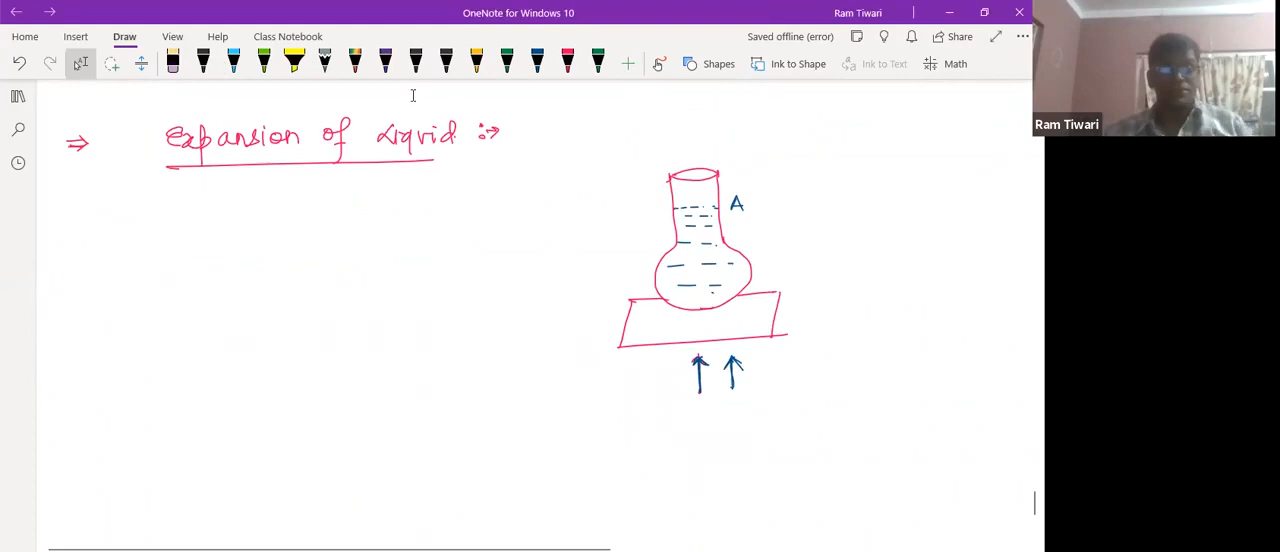 OneNote for Windows 10
Ram Tiwari
Home Insert Draw View Help Class Notebook
Saved offline (error)
Share
Shapes
Ink to Shape
Ink to Text
Math
Ram Tiwari
⇒ Expansion of Liquid :→
A